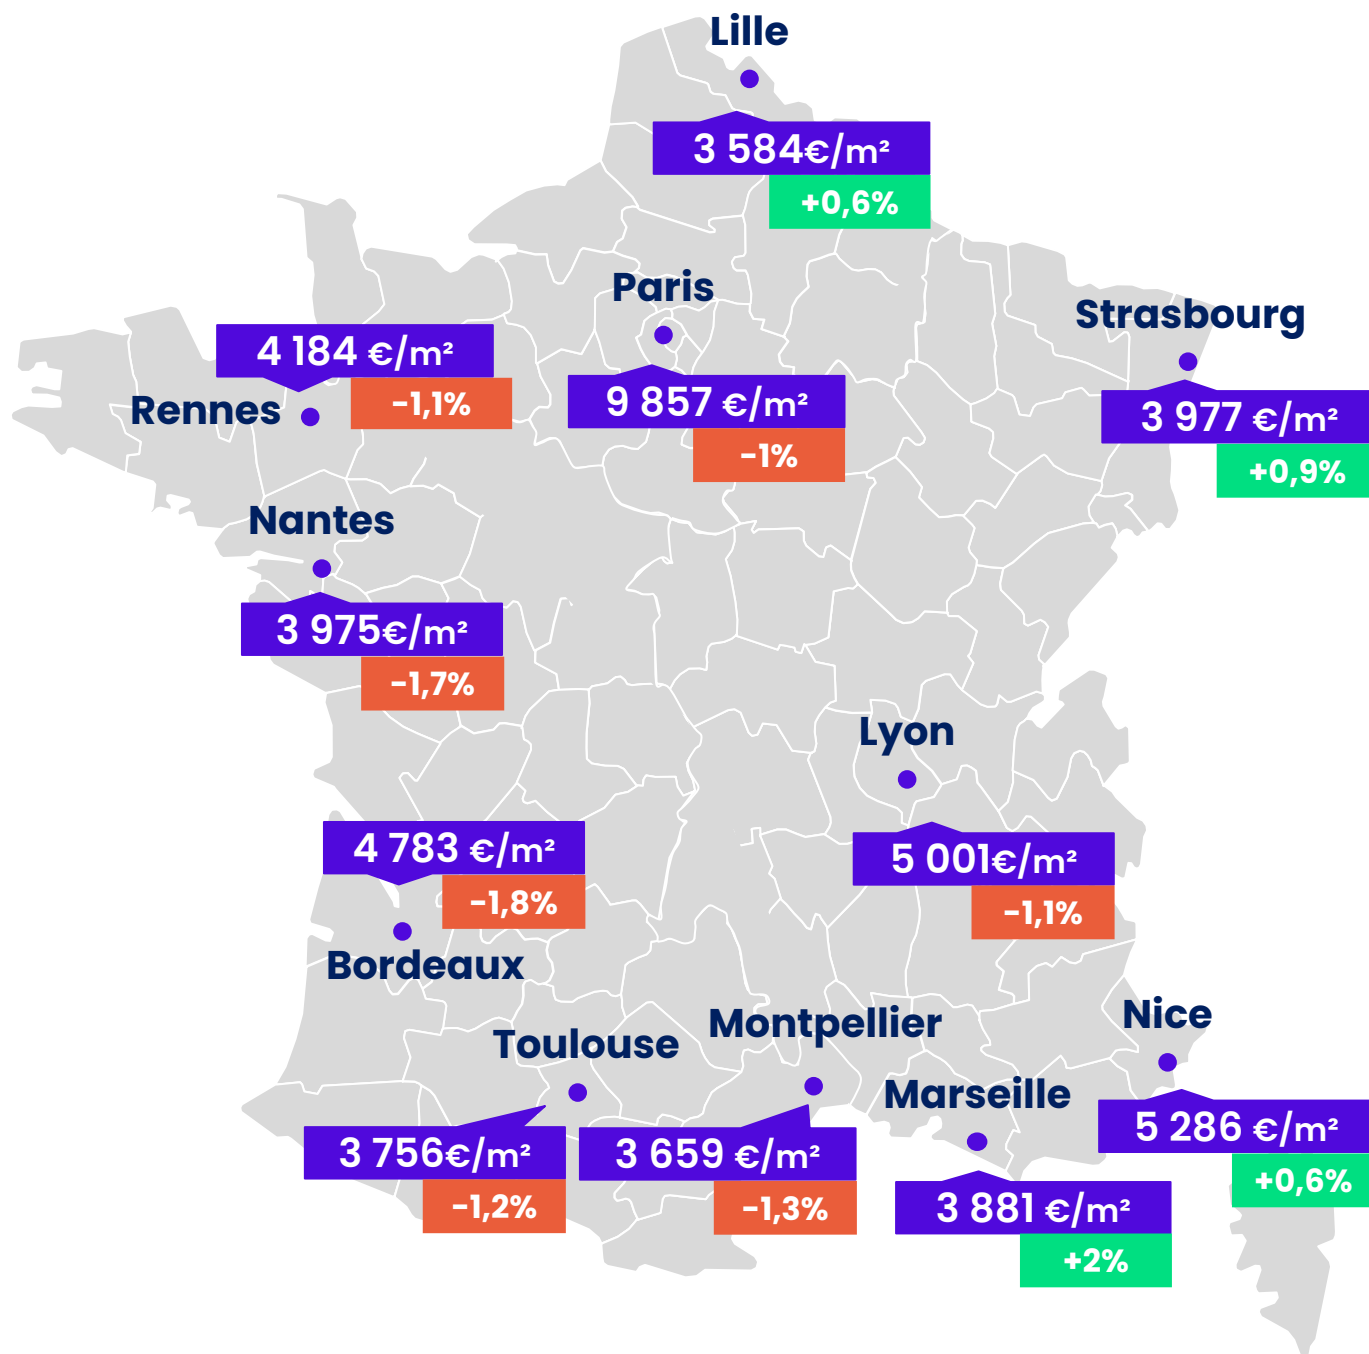 Lille
3 584€/m²
+0,6%
Paris
9 857 €/m²
-1%
Strasbourg
3 977 €/m²
+0,9%
4 184 €/m²
-1,1%
Rennes
Nantes
3 975€/m²
-1,7%
Lyon
5 001€/m²
-1,1%
4 783 €/m²
-1,8%
Bordeaux
Toulouse
3 756€/m²
-1,2%
Montpellier
3 659 €/m²
-1,3%
Marseille
3 881 €/m²
+2%
Nice
5 286 €/m²
+0,6%